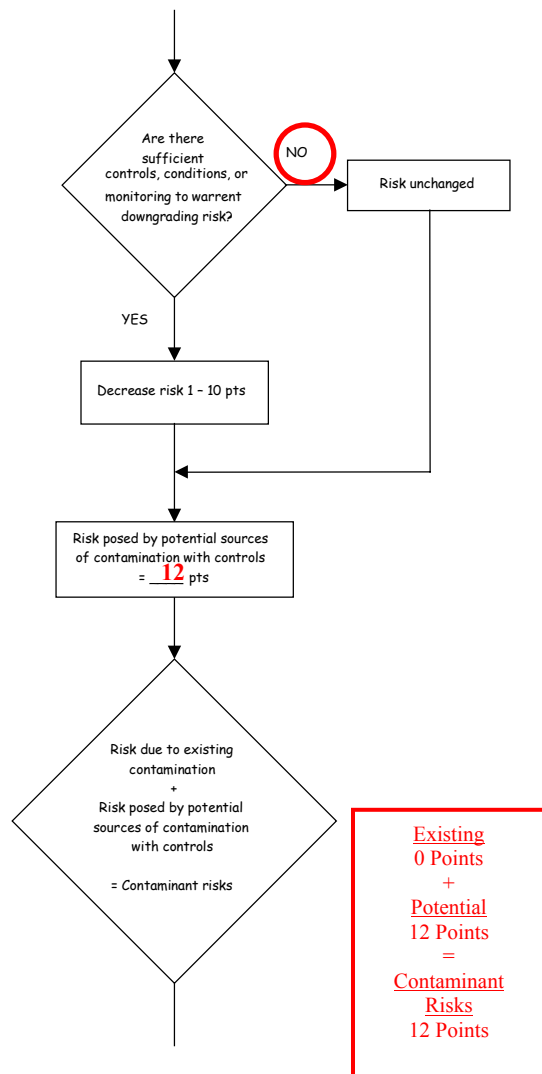 Are there
sufficient
controls, conditions, or
monitoring to warrent
downgrading risk?
NO
Risk unchanged
YES
Decrease risk 1 – 10 pts
Risk posed by potential sources
of contamination with controls
= 12 pts
Risk due to existing
contamination
+
Risk posed by potential
sources of contamination
with controls
= Contaminant risks
Existing
0 Points
+
Potential
12 Points
=
Contaminant
Risks
12 Points